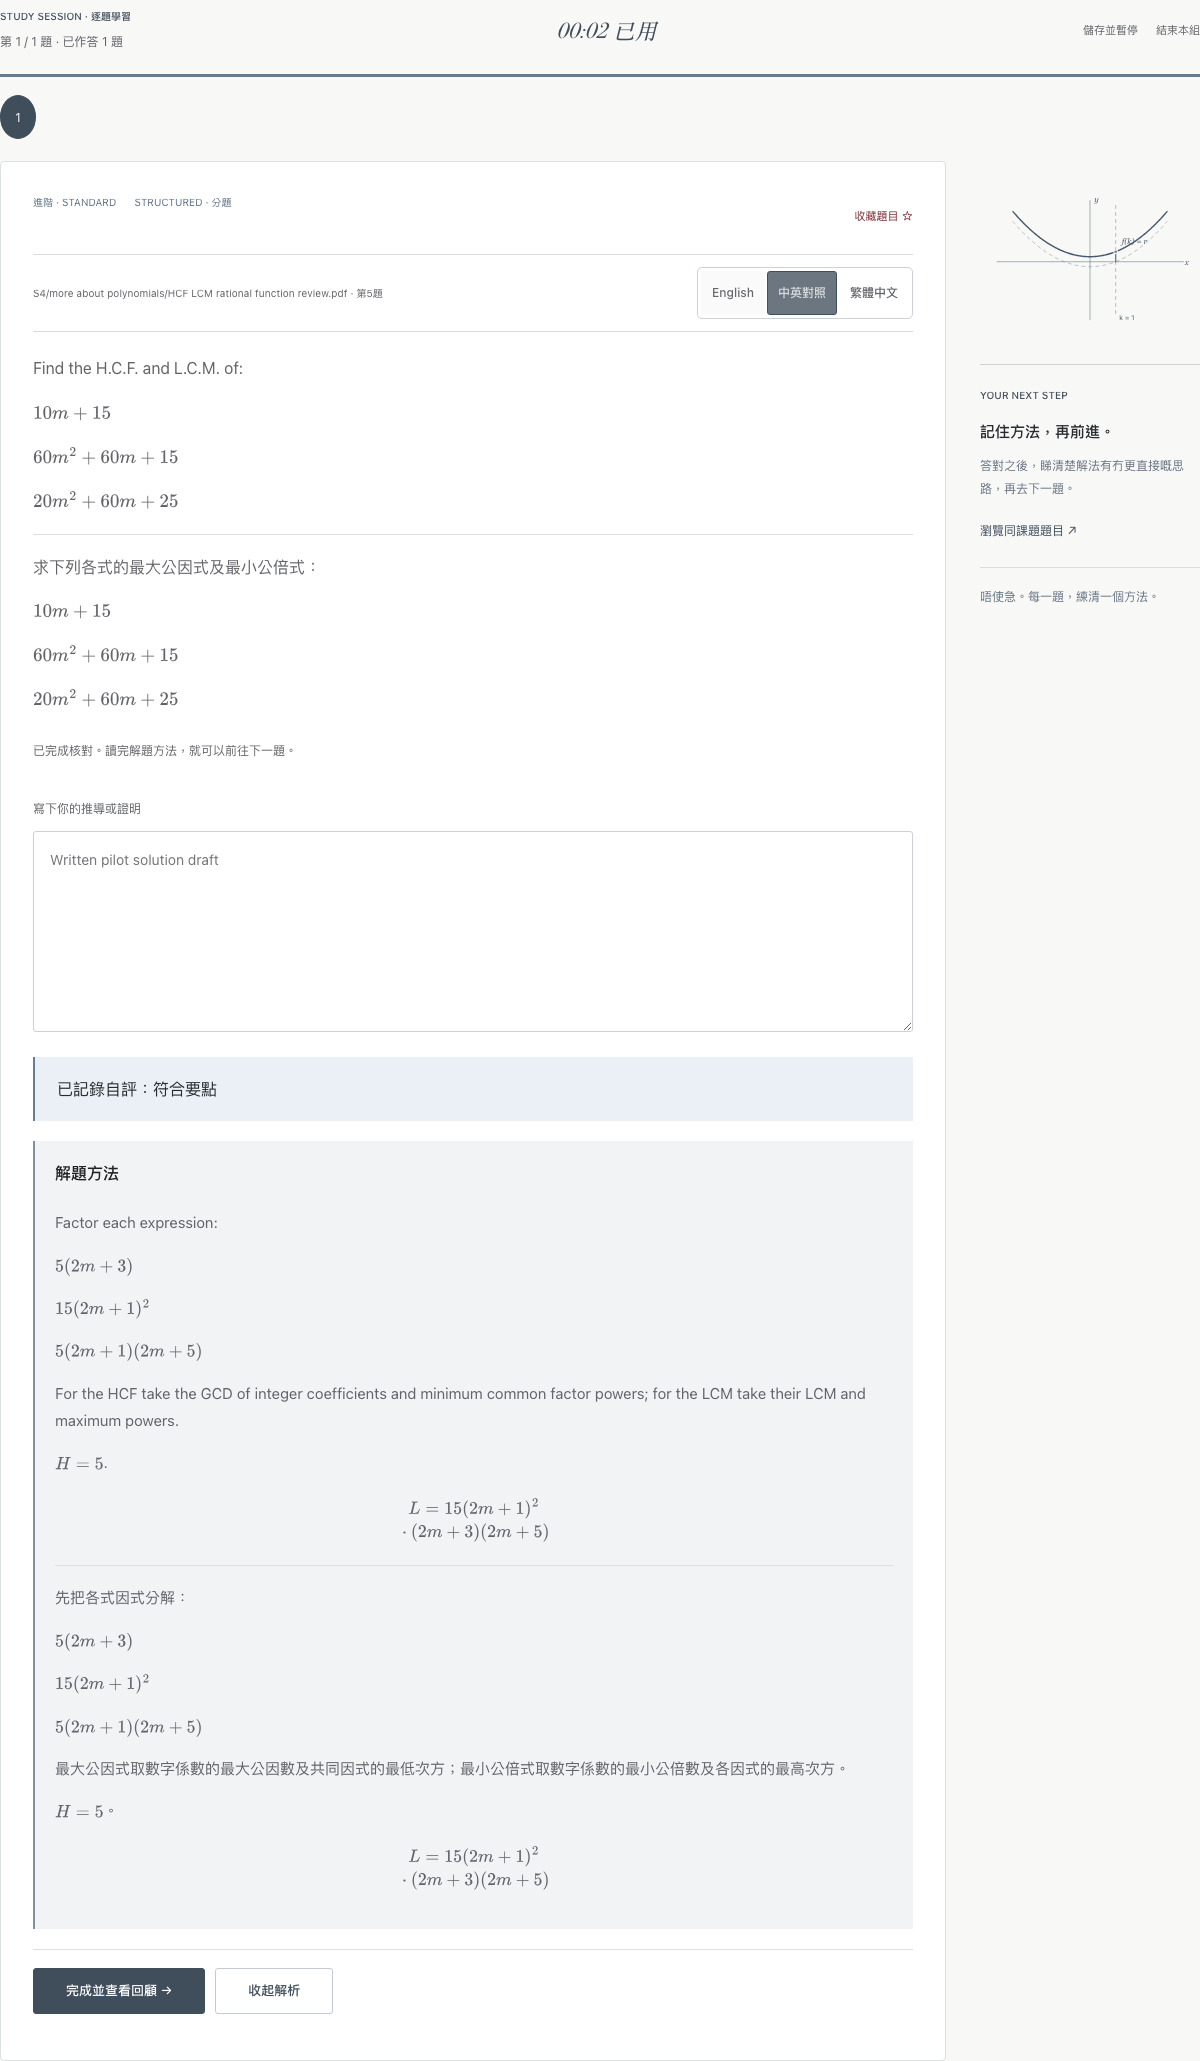 STUDY SESSION · 逐題學習
第 1 / 1 題 · 已作答 1 題
00:02 已用
儲存並暫停
結束本組
1
進階 · STANDARD
STRUCTURED · 分題
收藏題目 ☆
S4/more about polynomials/HCF LCM rational function review.pdf · 第5題
English
中英對照
繁體中文
Find the H.C.F. and L.C.M. of:
10m + 15
60m² + 60m + 15
20m² + 60m + 25
求下列各式的最大公因式及最小公倍式：
10m + 15
60m² + 60m + 15
20m² + 60m + 25
已完成核對。讀完解題方法，就可以前往下一題。
寫下你的推導或證明
Written pilot solution draft
已記錄自評：符合要點
解題方法
Factor each expression:
5(2m + 3)
15(2m + 1)²
5(2m + 1)(2m + 5)
For the HCF take the GCD of integer coefficients and minimum common factor powers; for the LCM take their LCM and
maximum powers.
H = 5.
L = 15(2m + 1)²
· (2m + 3)(2m + 5)
先把各式因式分解：
5(2m + 3)
15(2m + 1)²
5(2m + 1)(2m + 5)
最大公因式取數字係數的最大公因數及共同因式的最低次方；最小公倍式取數字係數的最小公倍數及各因式的最高次方。
H = 5。
L = 15(2m + 1)²
· (2m + 3)(2m + 5)
完成並查看回顧 →
收起解析
y
f(k) = r
x
k = 1
YOUR NEXT STEP
記住方法，再前進。
答對之後，睇清楚解法有冇更直接嘅思
路，再去下一題。
瀏覽同課題題目 ↗
唔使急。每一題，練清一個方法。